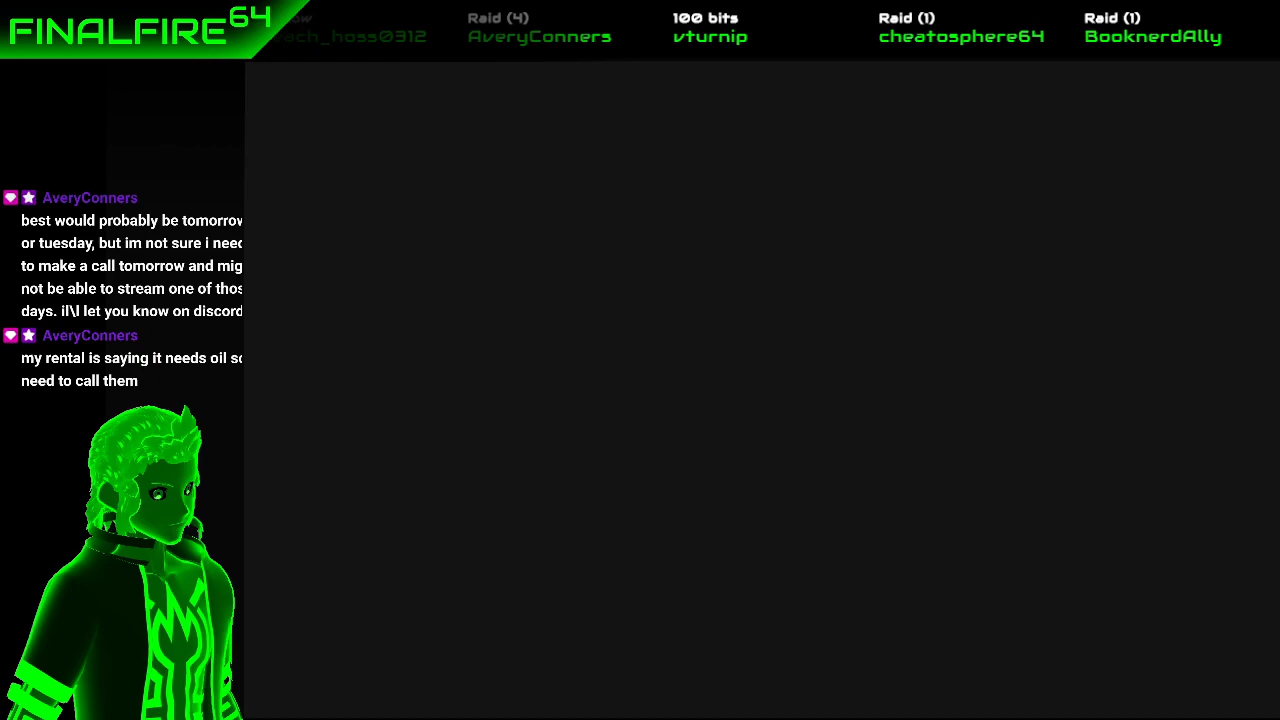 FINALFIRE64
Raid (4)
AveryConners
100 bits
vturnip
Raid (1)
cheatosphere64
Raid (1)
BooknerdAlly
AveryConners
best would probably be tomorrow
or tuesday, but im not sure i need
to make a call tomorrow and mig
not be able to stream one of thos
days. il\l let you know on discord
AveryConners
my rental is saying it needs oil so
need to call them